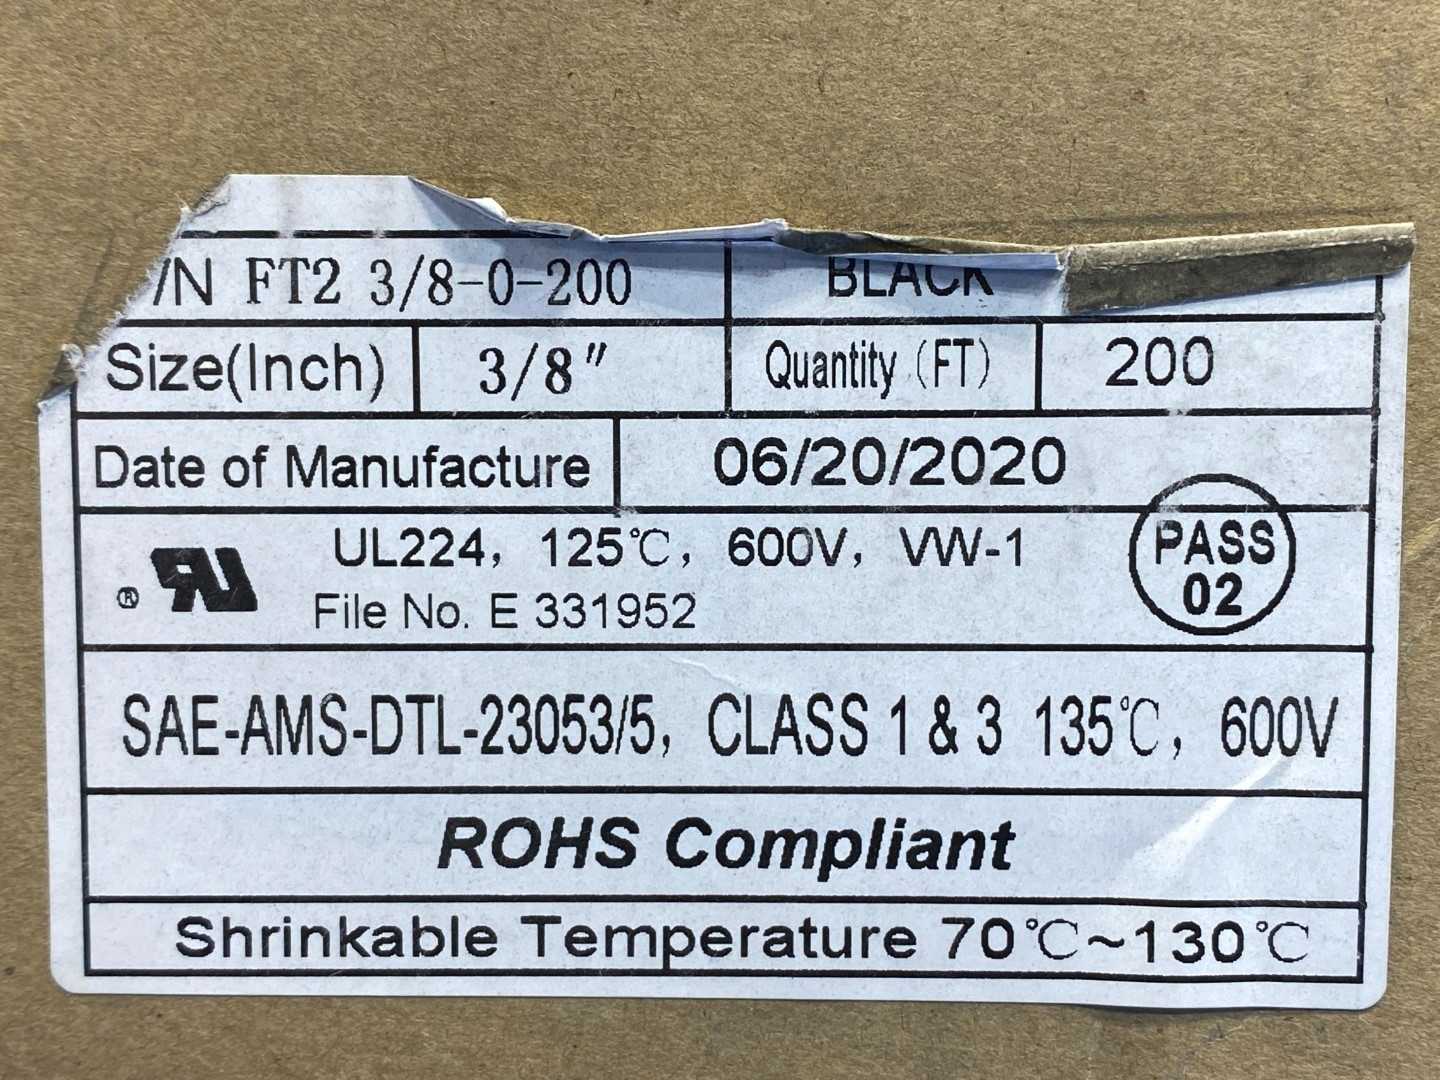 /N FT2 3/8-0-200 BLACK
Size(Inch) 3/8" Quantity (FT) 200
Date of Manufacture 06/20/2020
UL224, 125℃, 600V, VW-1
PASS
02
® RU
File No. E 331952
SAE-AMS-DTL-23053/5, CLASS 1 & 3 135℃, 600V
ROHS Compliant
Shrinkable Temperature 70℃~130℃